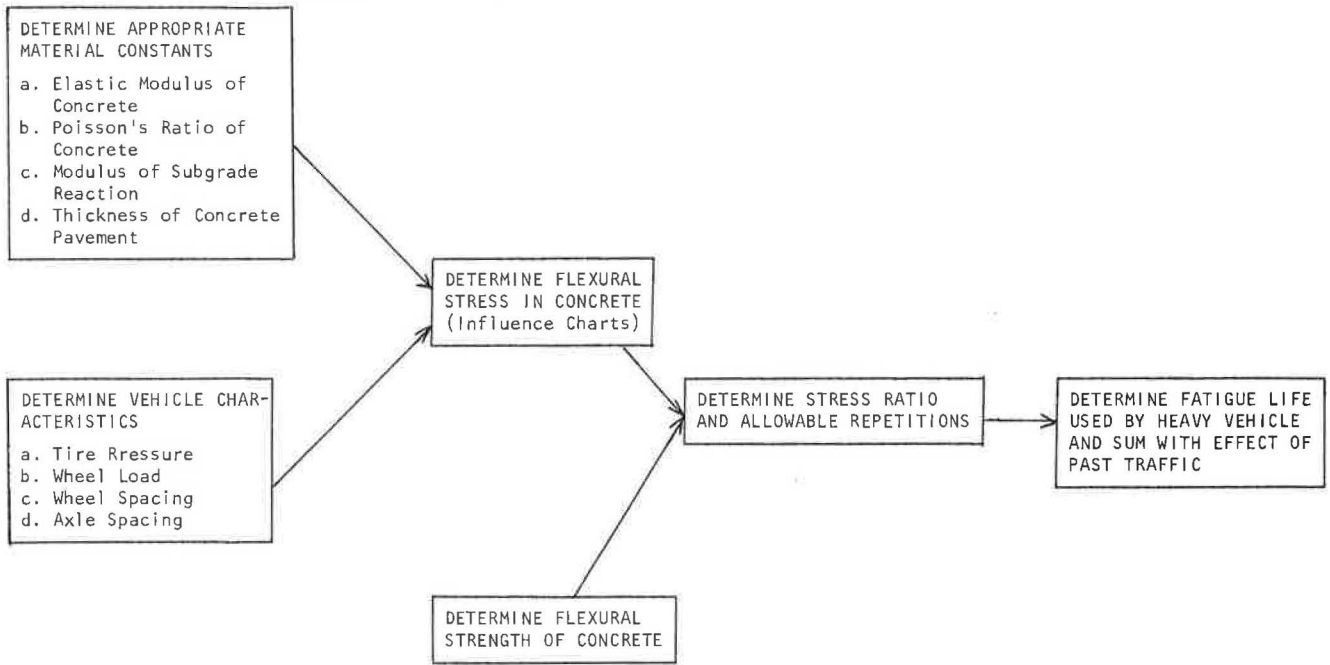 DETERMINE APPROPRIATE
MATERIAL CONSTANTS
a. Elastic Modulus of
Concrete
b. Poisson's Ratio of
Concrete
c. Modulus of Subgrade
Reaction
d. Thickness of Concrete
Pavement
DETERMINE VEHICLE CHAR-
ACTERISTICS
a. Tire Rressure
b. Wheel Load
c. Wheel Spacing
d. Axle Spacing
DETERMINE FLEXURAL
STRESS IN CONCRETE
(Influence Charts)
DETERMINE FLEXURAL
STRENGTH OF CONCRETE
DETERMINE STRESS RATIO
AND ALLOWABLE REPETITIONS
DETERMINE FATIGUE LIFE
USED BY HEAVY VEHICLE
AND SUM WITH EFFECT OF
PAST TRAFFIC